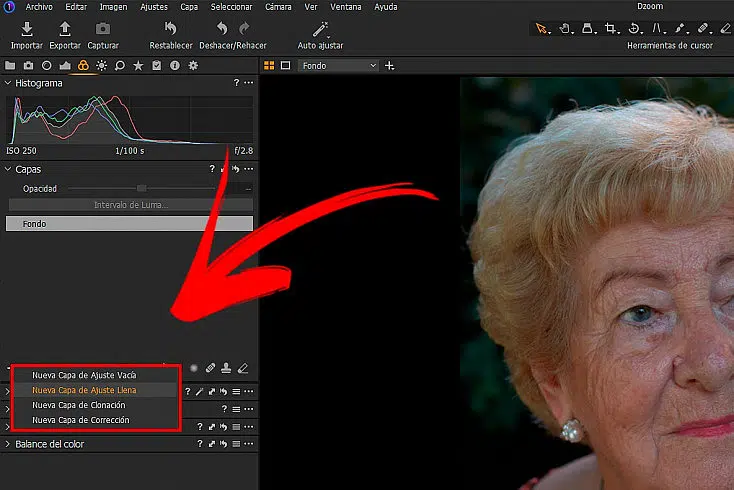 Archivo Editar Imagen Ajustes Capa Seleccionar Cámara Ver Ventana Ayuda Dzoom
Importar Exportar Capturar Restablecer Deshacer/Rehacer Auto ajustar Herramientas de cursor
Fondo
Histograma
ISO 250 1/100 s f/2.8
Capas
Opacidad
Intervalo de Luma...
Fondo
Nueva Capa de Ajuste Vacía
Nueva Capa de Ajuste Llena
Nueva Capa de Clonación
Nueva Capa de Corrección
Balance del color